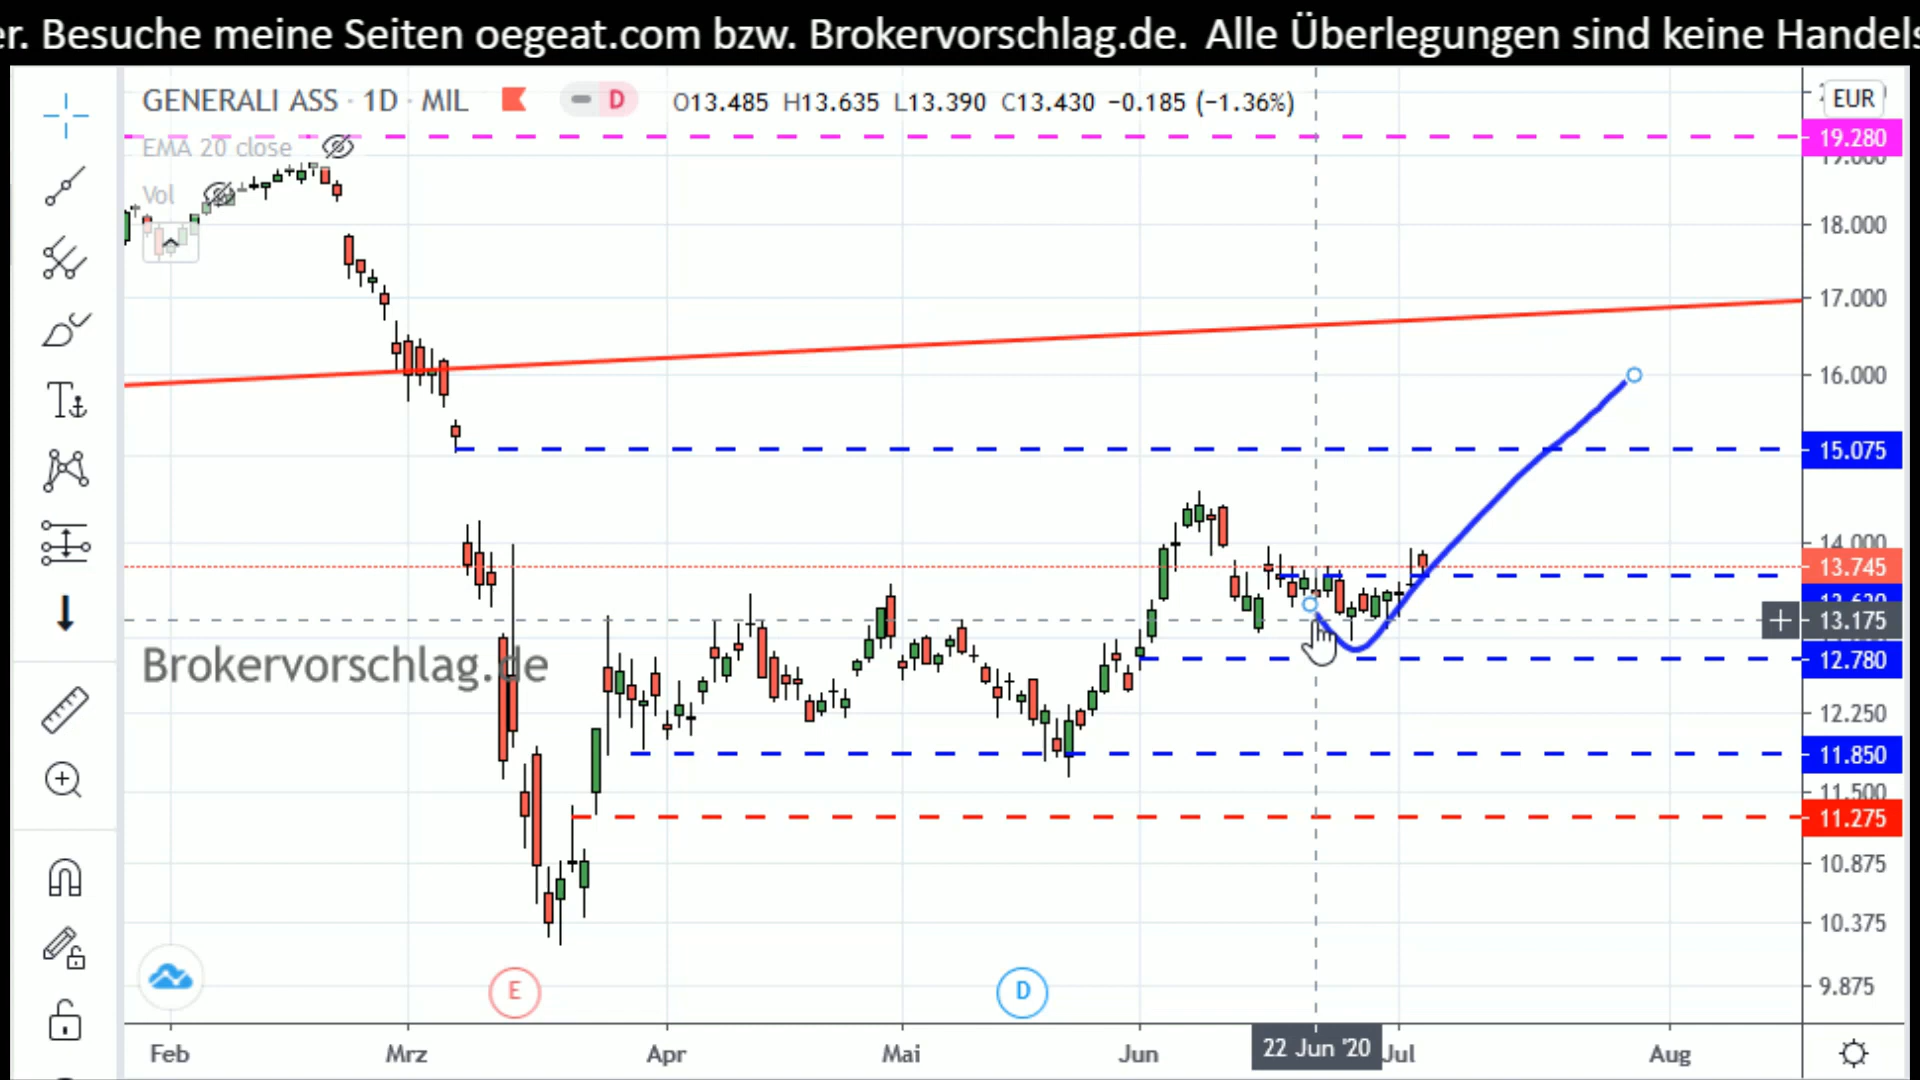 er. Besuche meine Seiten oegeat.com bzw. Brokervorschlag.de. Alle Überlegungen sind keine Handels
GENERALI ASS · 1D · MIL D O13.485 H13.635 L13.390 C13.430 −0.185 (−1.36%) EUR
EMA 20 close
Vol
19.280
19.000
18.000
17.000
16.000
15.075
14.000
13.745
13.175
12.780
12.250
11.850
11.500
11.275
10.875
10.375
9.875
Brokervorschlag.de
E D
Feb Mrz Apr Mai Jun 22 Jun '20 Jul Aug